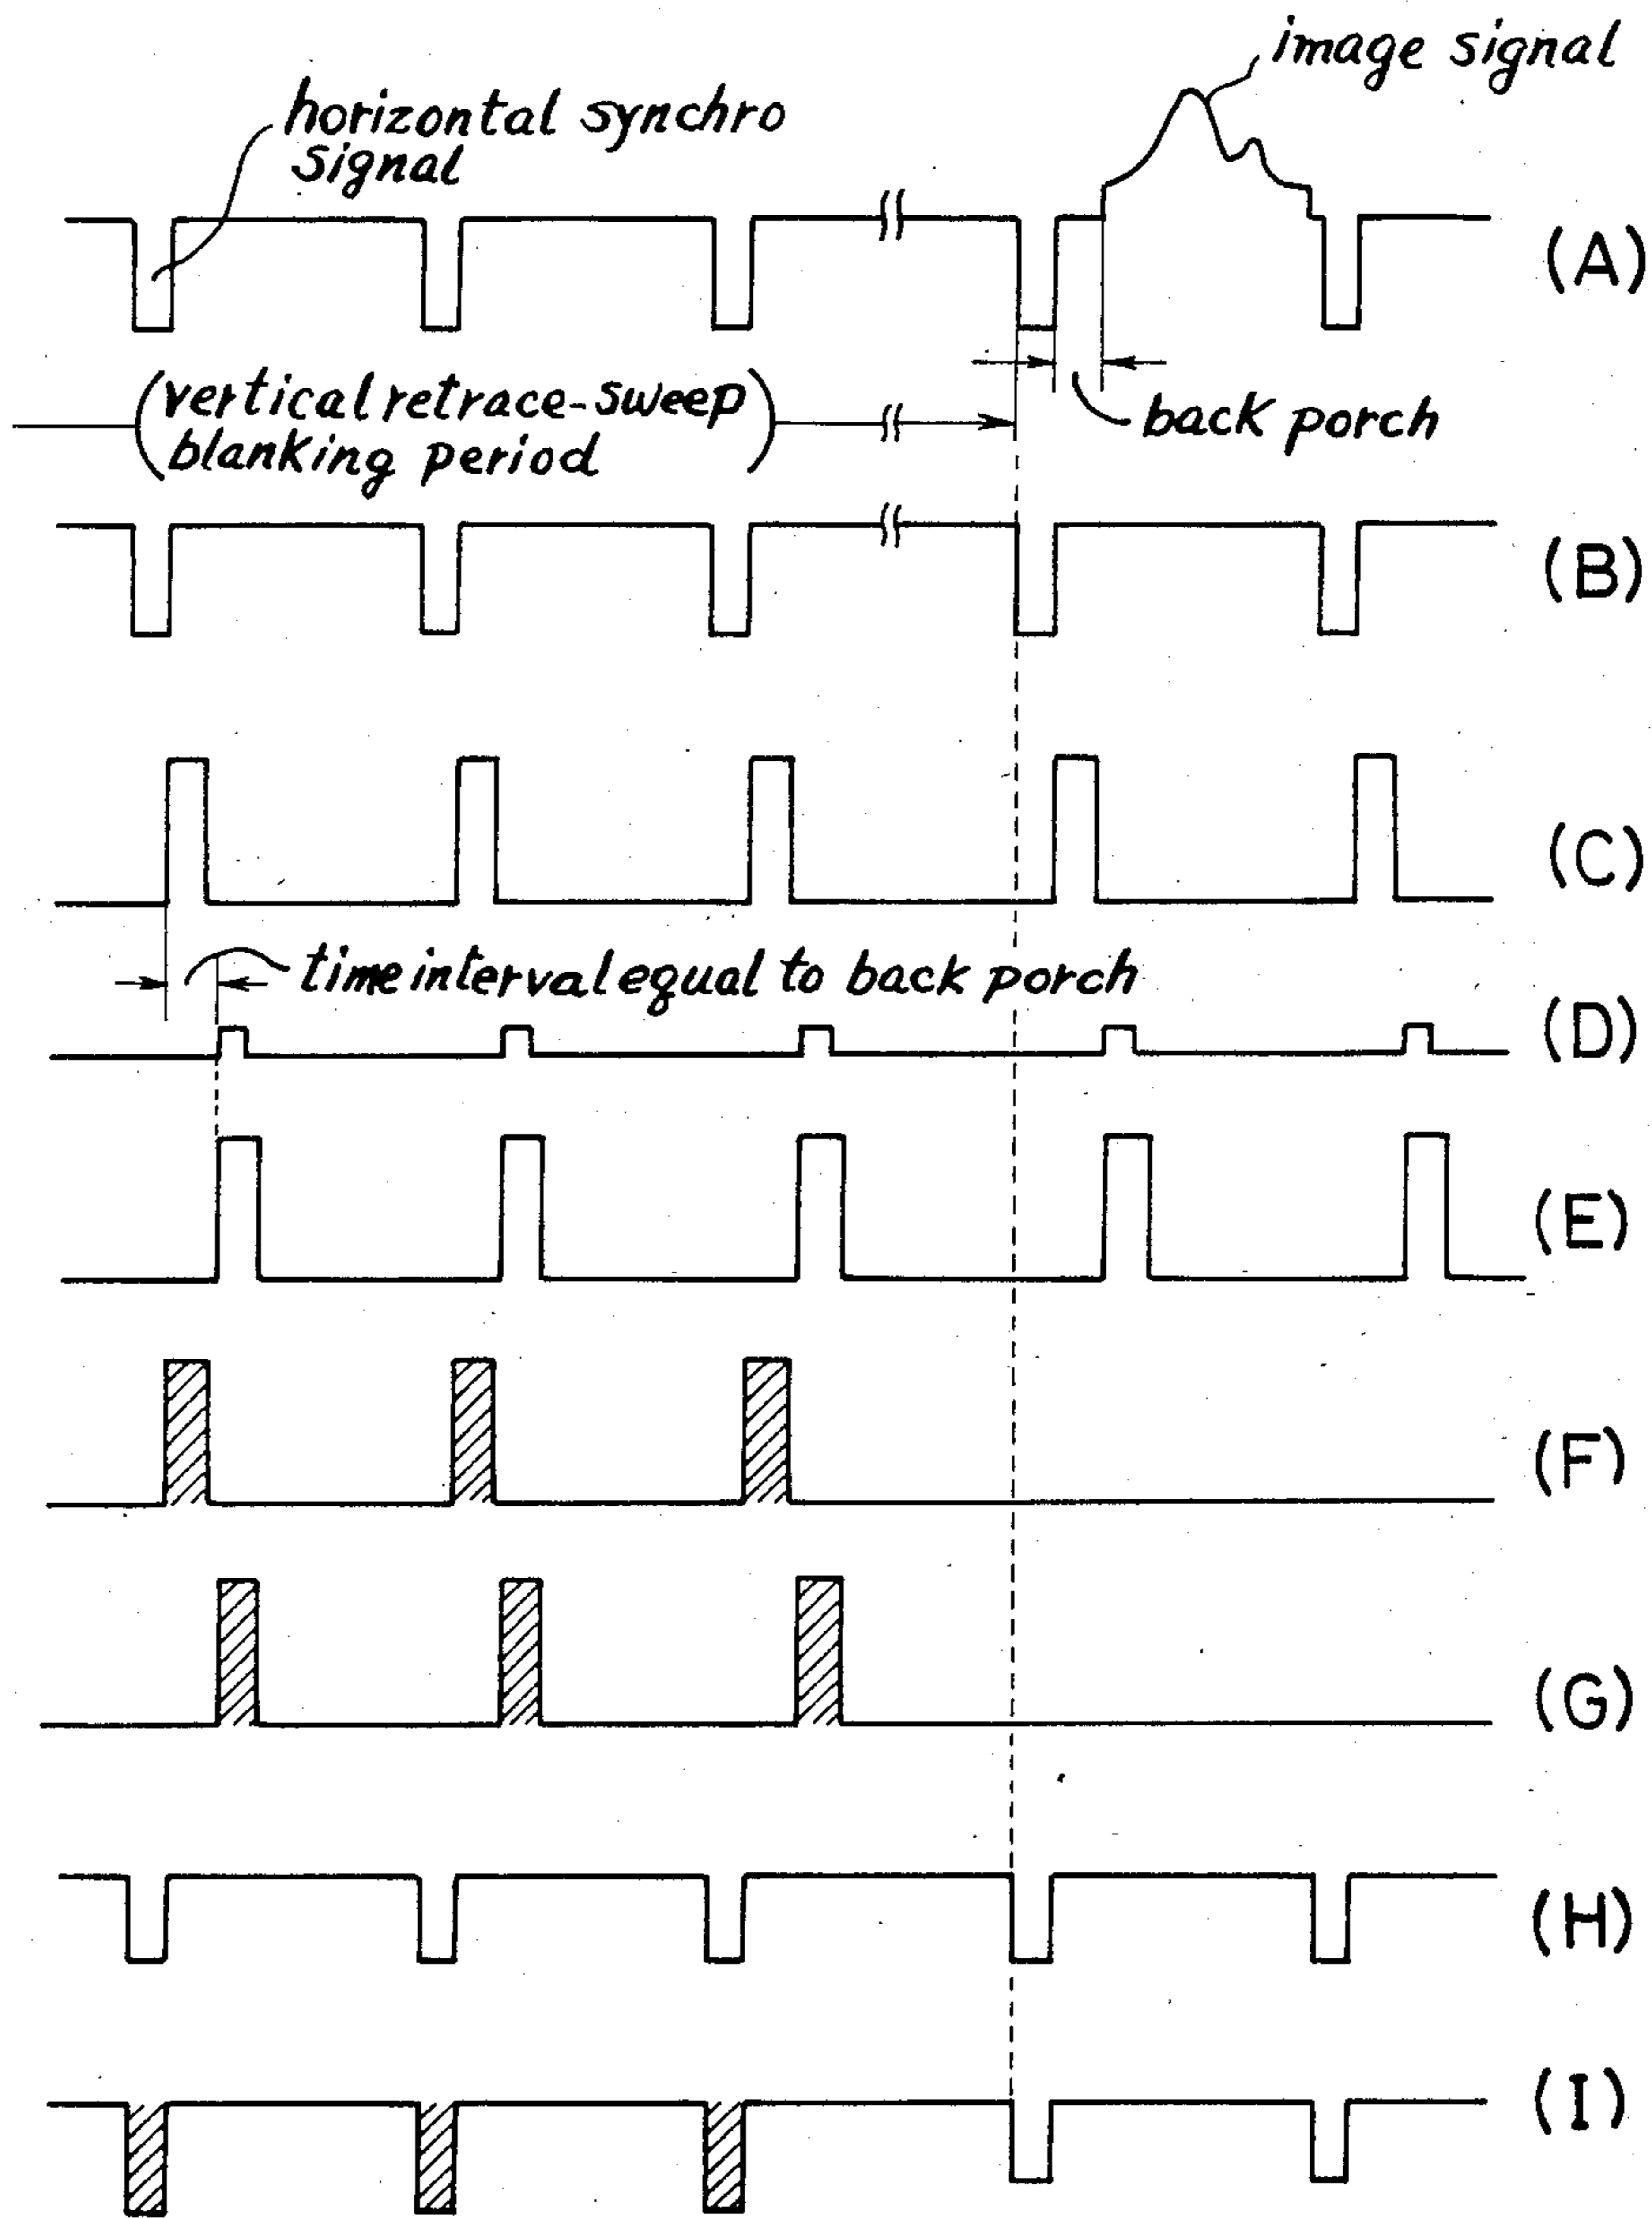 image signal
horizontal synchro
signal
(A)
(vertical retrace-sweep
blanking period)
back porch
(B)
(C)
time interval equal to back porch
(D)
(E)
(F)
(G)
(H)
(I)